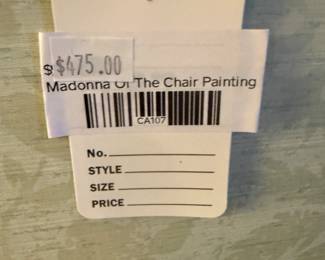 $ $475.00
Madonna Of The Chair Painting
CA107
No.
STYLE
SIZE
PRICE